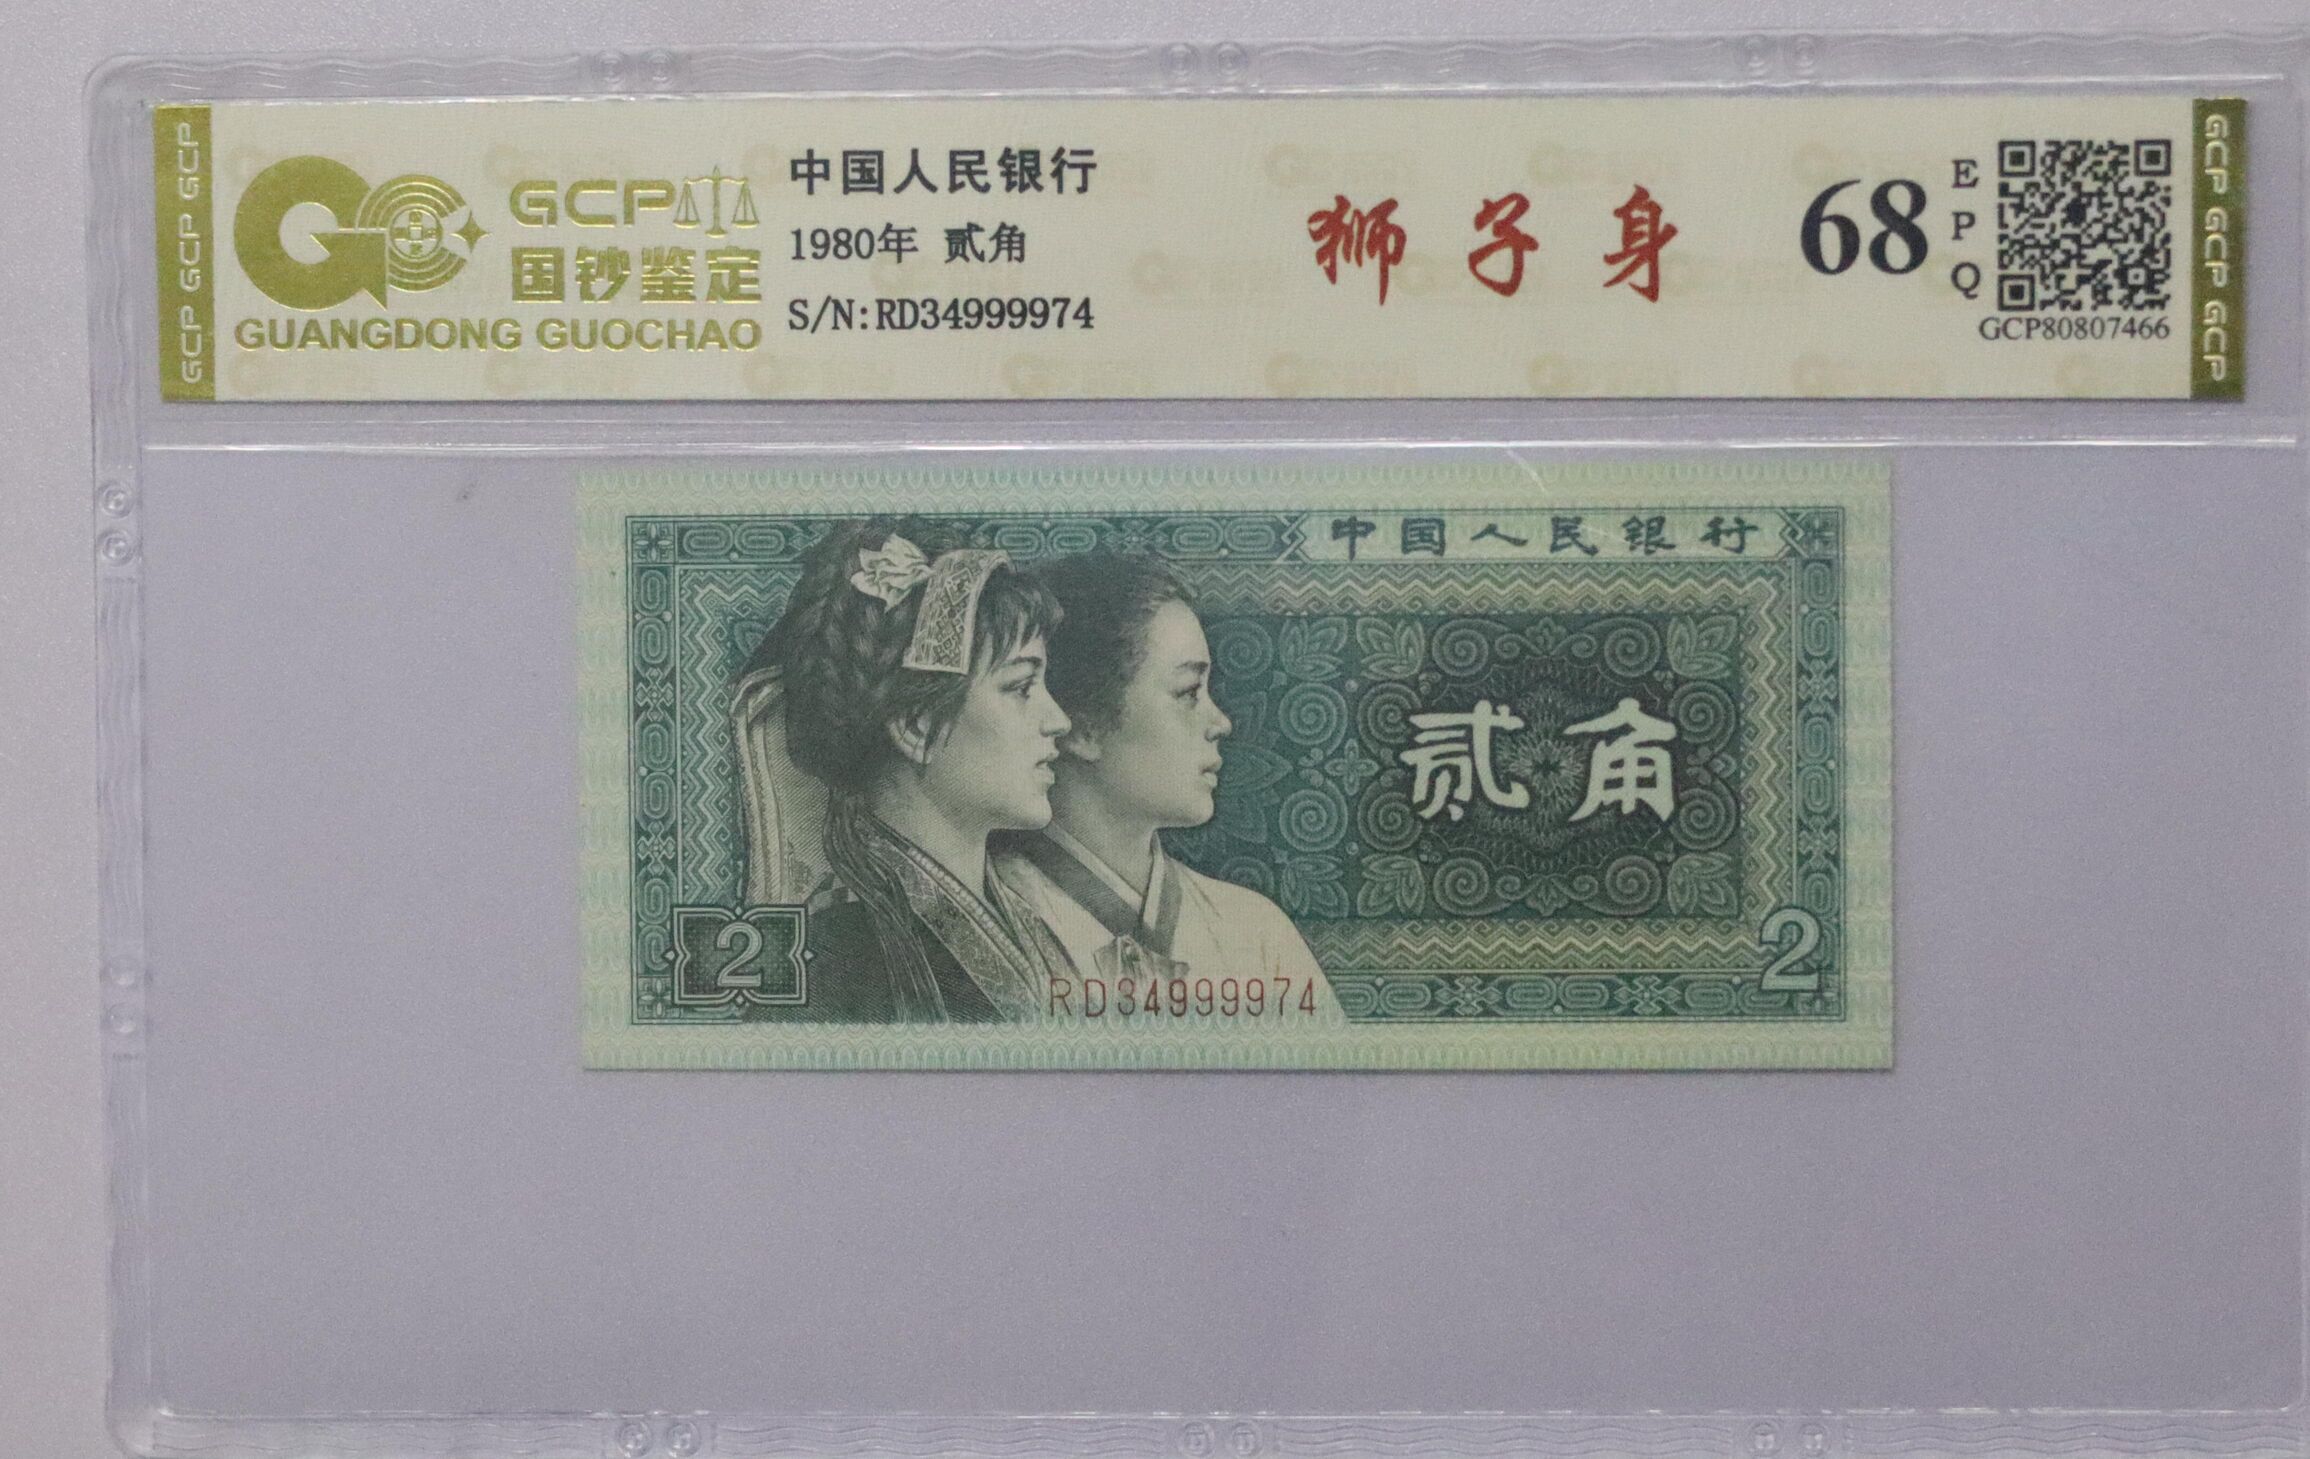 GCP GCP GCP
GCP
国钞鉴定
GUANGDONG GUOCHAO
中国人民银行
1980年 贰角
S/N:RD34999974
狮子身
68
EPQ
GCP80807466
GCP GCP GCP
中国人民银行
贰角
2
2
RD34999974